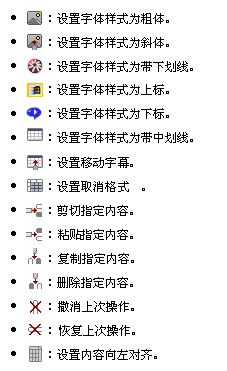 ：设置字体样式为粗体。
：设置字体样式为斜体。
：设置字体样式为带下划线。
：设置字体样式为上标。
：设置字体样式为下标。
：设置字体样式为带中划线。
：设置移动字幕。
：设置取消格式 。
：剪切指定内容。
：粘贴指定内容。
：复制指定内容。
：删除指定内容。
：撤消上次操作。
：恢复上次操作。
：设置内容向左对齐。